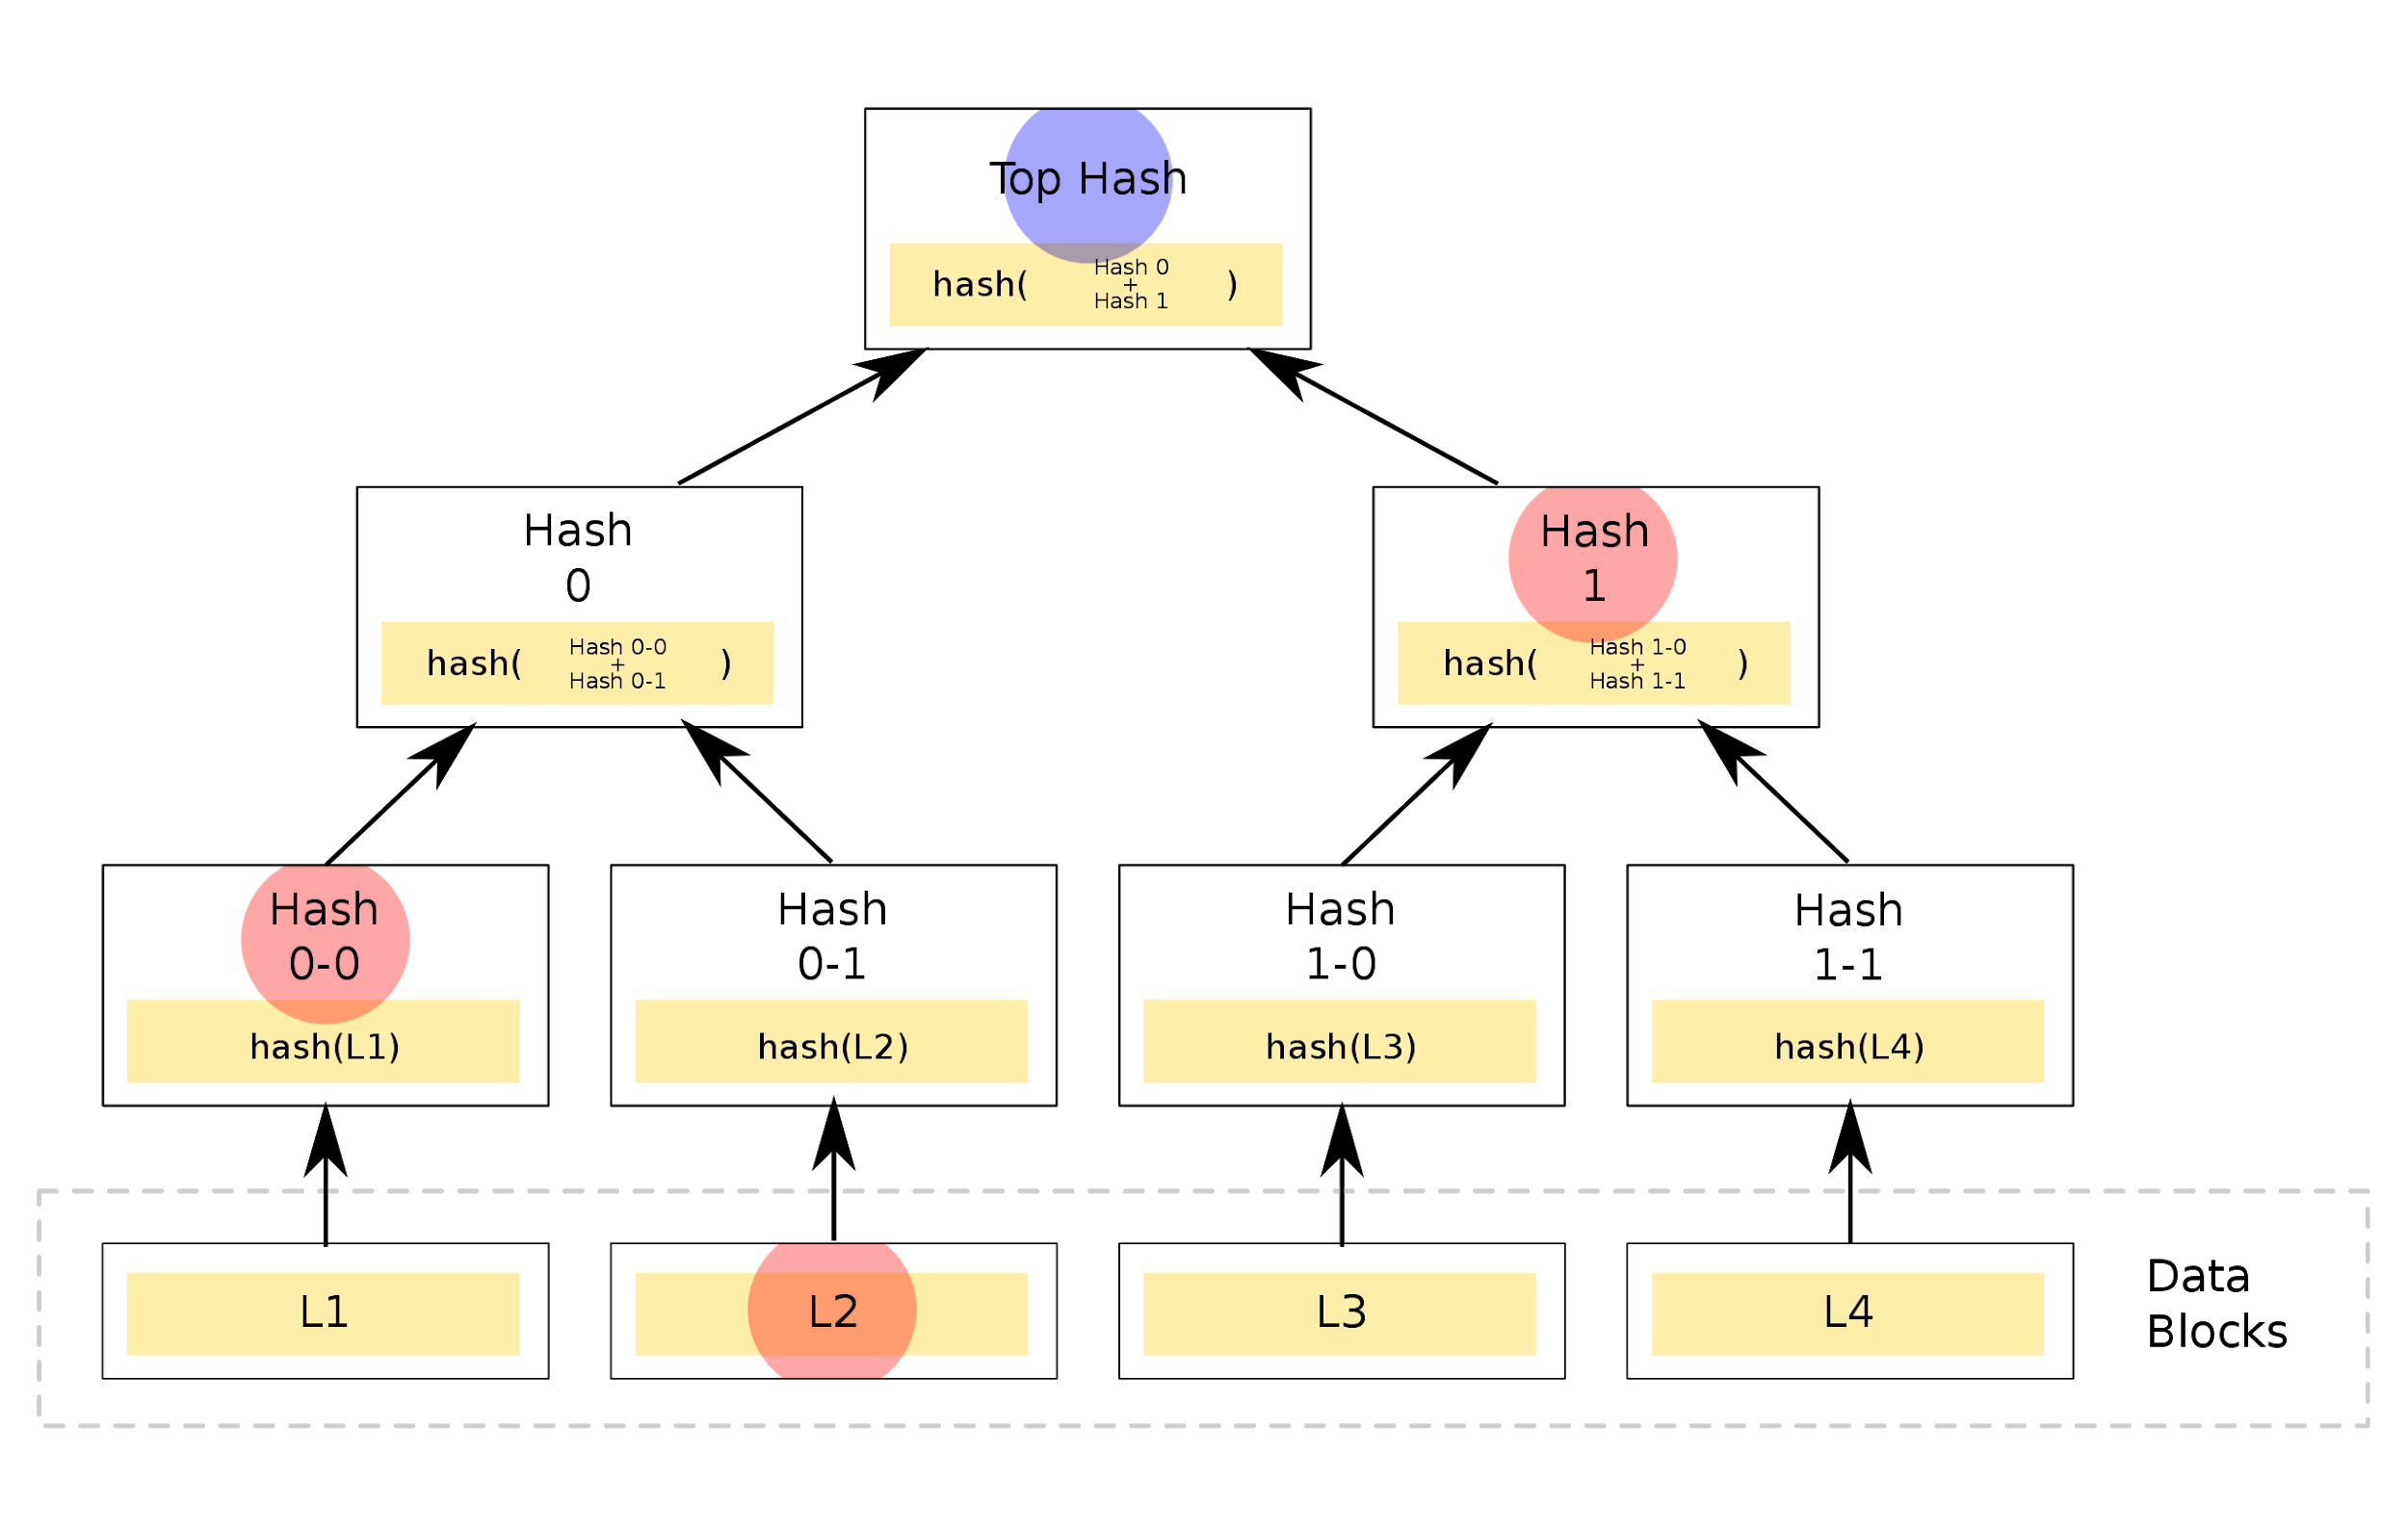 Top Hash
hash( Hash 0 + Hash 1 )
Hash
0
hash( Hash 0-0 + Hash 0-1 )
Hash
1
hash( Hash 1-0 + Hash 1-1 )
Hash
0-0
hash(L1)
Hash
0-1
hash(L2)
Hash
1-0
hash(L3)
Hash
1-1
hash(L4)
L1
L2
L3
L4
Data
Blocks